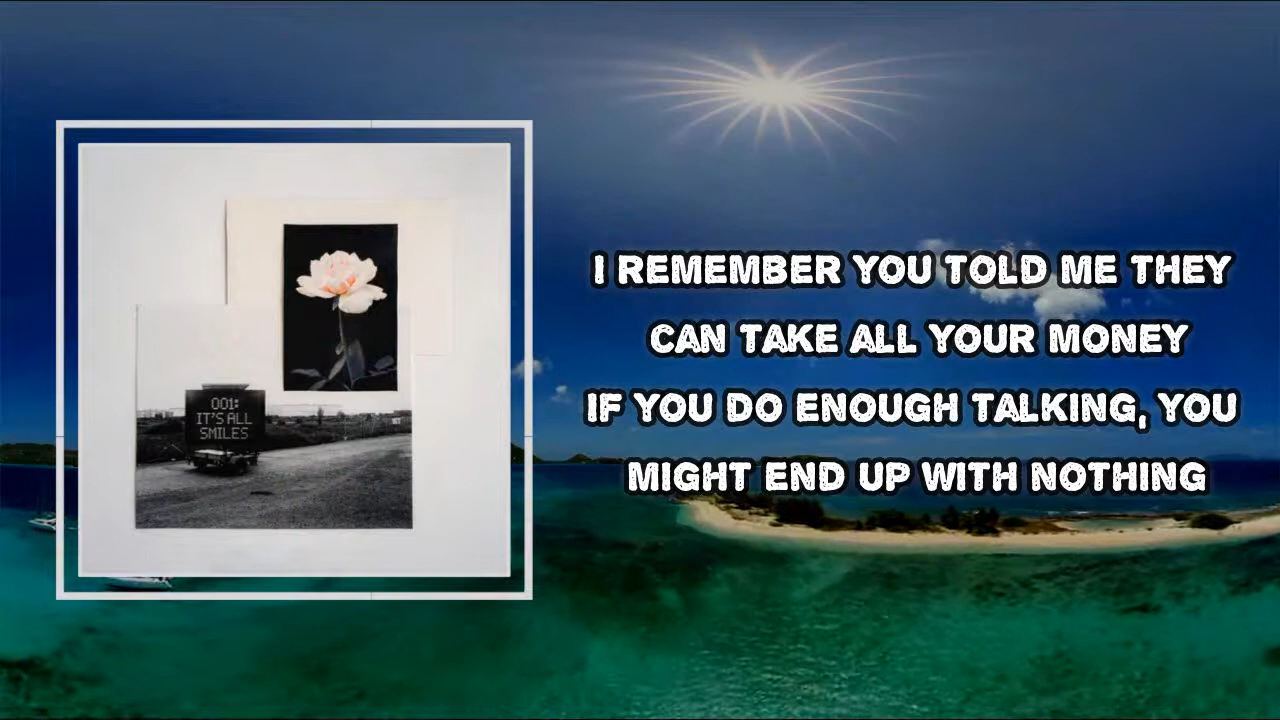 001:
IT'S ALL
SMILES
I REMEMBER YOU TOLD ME THEY
CAN TAKE ALL YOUR MONEY
IF YOU DO ENOUGH TALKING, YOU
MIGHT END UP WITH NOTHING